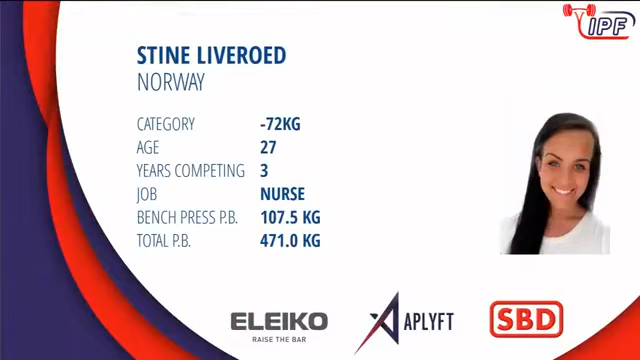 IPF
STINE LIVEROED
NORWAY
CATEGORY -72KG
AGE 27
YEARS COMPETING 3
JOB NURSE
BENCH PRESS P.B. 107.5 KG
TOTAL P.B. 471.0 KG
ELEIKO
RAISE THE BAR
APLYFT
SBD